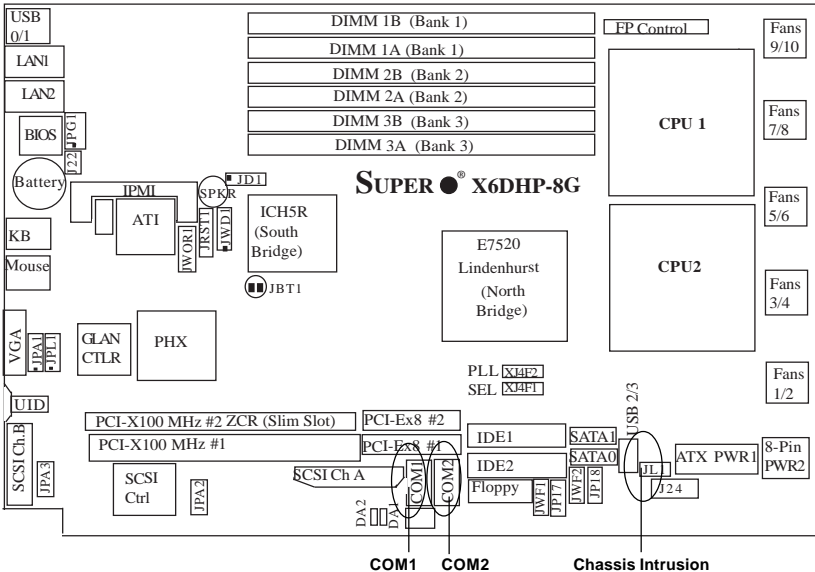 USB
0/1
LAN1
LAN2
BIOS
JPG1
J22
Battery
KB
Mouse
VGA
JPA1
JPL1
UID
SCSI Ch.B
JPA3
DIMM 1B (Bank 1)
DIMM 1A (Bank 1)
DIMM 2B (Bank 2)
DIMM 2A (Bank 2)
DIMM 3B (Bank 3)
DIMM 3A (Bank 3)
FP Control
Fans
9/10
CPU 1
Fans
7/8
SUPER ® X6DHP-8G
IPMI
ATI
SPKR
JD1
JWOR1
JRST1
JWD1
ICH5R
(South
Bridge)
JBT1
E7520
Lindenhurst
(North
Bridge)
CPU2
Fans
5/6
Fans
3/4
Fans
1/2
GLAN
CTLR
PHX
PLL XJ4F2
SEL XJ4F1
PCI-X100 MHz #2 ZCR (Slim Slot)
PCI-Ex8 #2
PCI-X100 MHz #1
PCI-Ex8 #1
SCSI
Ctrl
JPA2
SCSI Ch A
DA2
DA1
COM1
COM2
IDE1
IDE2
Floppy
JWF1
JP17
SATA1
SATA0
JWF2
JP18
USB 2/3
JL1
J24
ATX PWR1
8-Pin
PWR2
COM1
COM2
Chassis Intrusion